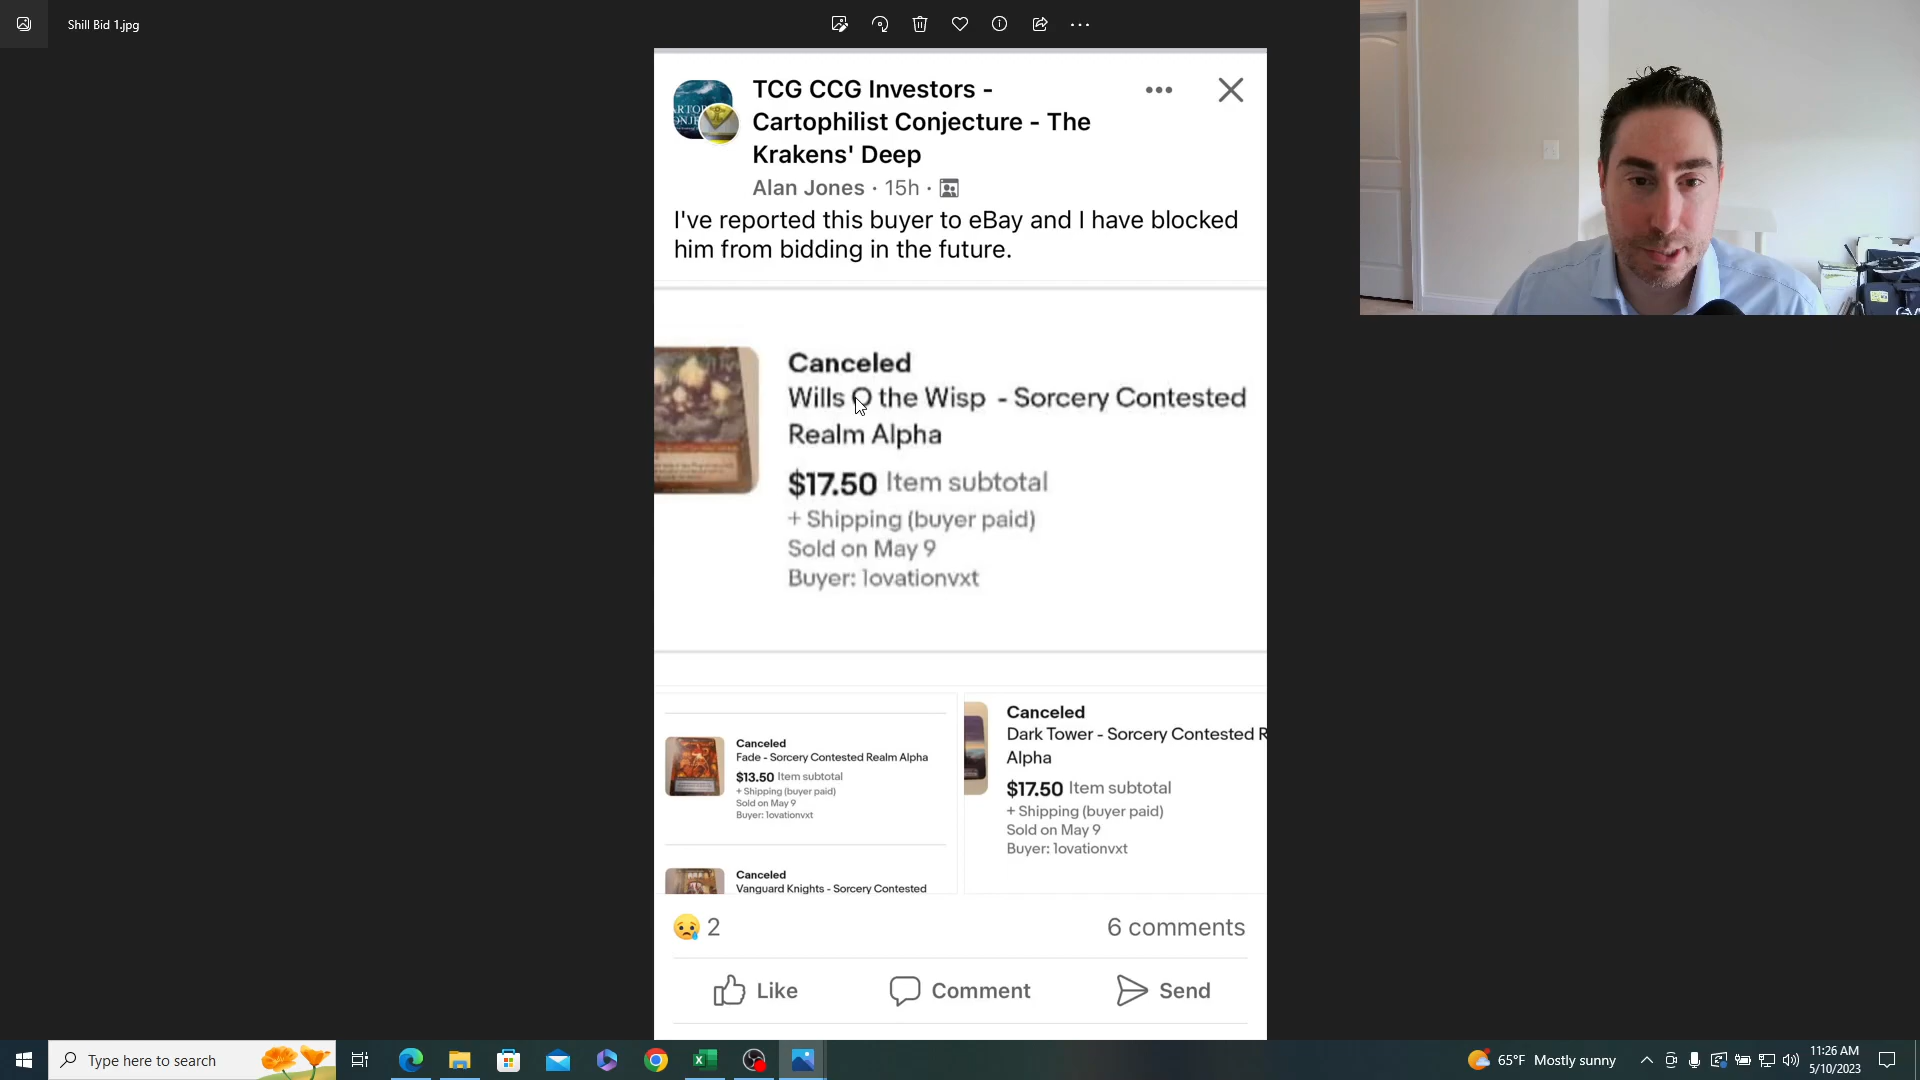 Shill Bid 1.jpg
TCG CCG Investors -
Cartophilist Conjecture - The
Krakens' Deep
Alan Jones · 15h ·
I've reported this buyer to eBay and I have blocked
him from bidding in the future.
Canceled
Wills O the Wisp - Sorcery Contested
Realm Alpha
$17.50 Item subtotal
+ Shipping (buyer paid)
Sold on May 9
Buyer: 1ovationvxt
Canceled
Fade - Sorcery Contested Realm Alpha
$13.50 Item subtotal
+ Shipping (buyer paid)
Sold on May 9
Buyer: 1ovationvxt
Canceled
Vanguard Knights - Sorcery Contested
Canceled
Dark Tower - Sorcery Contested R
Alpha
$17.50 Item subtotal
+ Shipping (buyer paid)
Sold on May 9
Buyer: 1ovationvxt
2
6 comments
Like
Comment
Send
Type here to search
65°F Mostly sunny
11:26 AM
5/10/2023